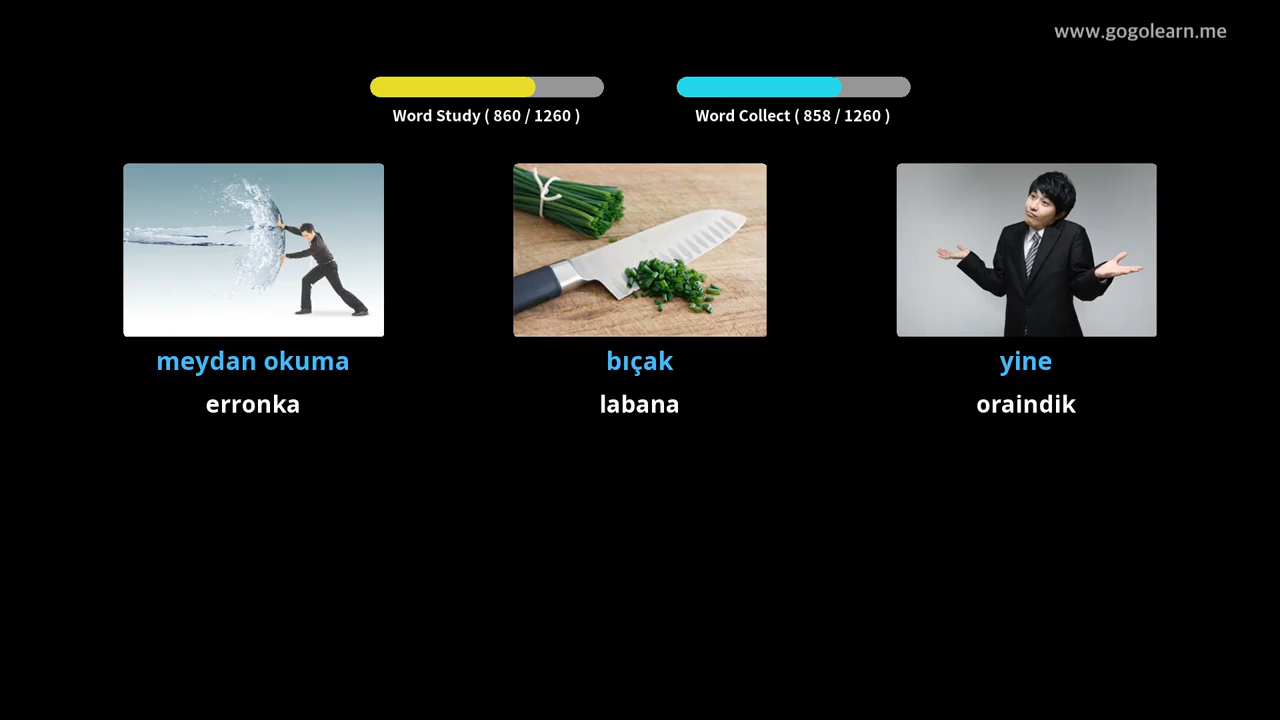 www.gogolearn.me
Word Study ( 860 / 1260 )
Word Collect ( 858 / 1260 )
meydan okuma
erronka
bıçak
labana
yine
oraindik